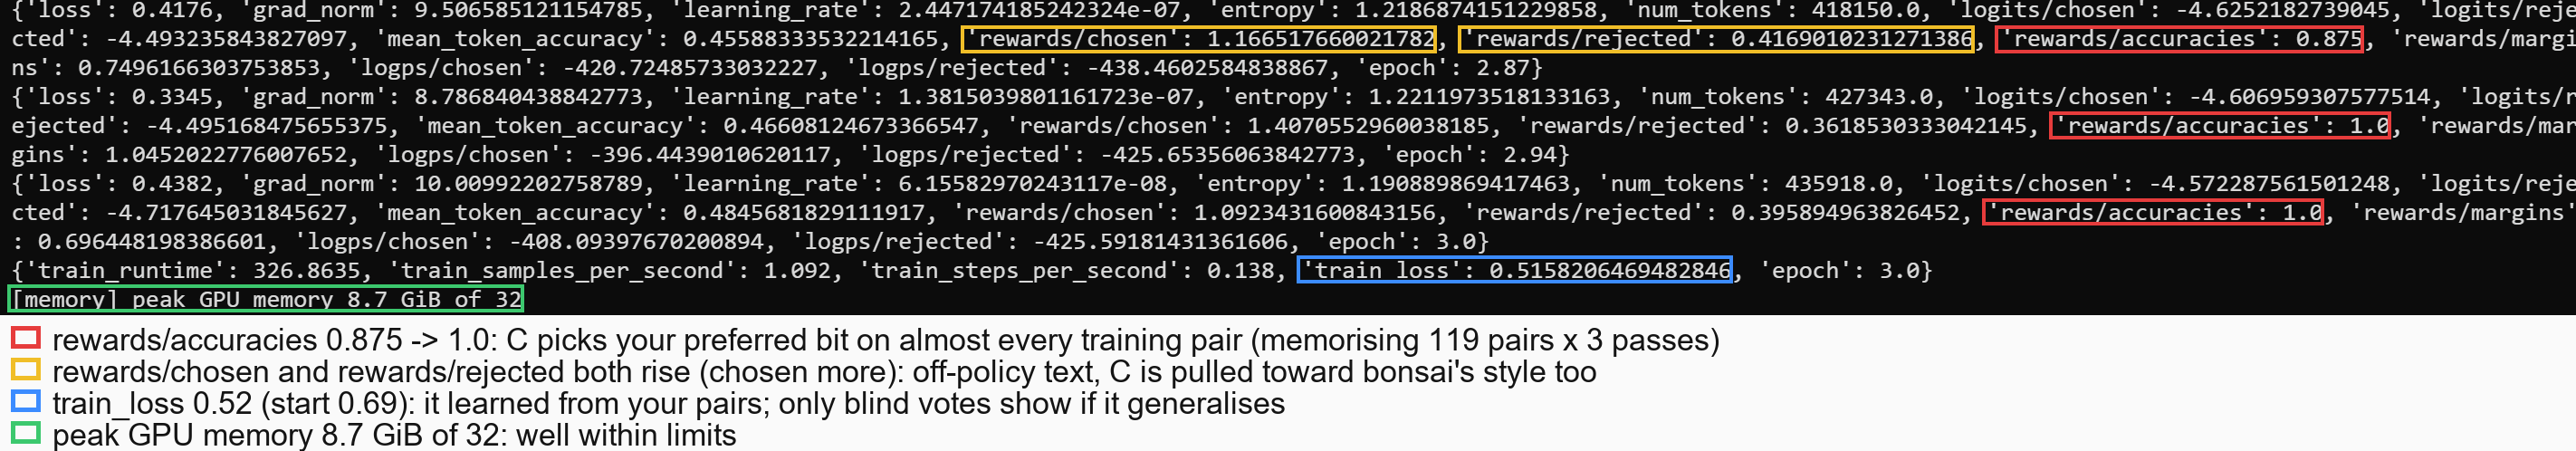 {'loss': 0.4176, 'grad_norm': 9.506585121154785, 'learning_rate': 2.447174185242324e-07, 'entropy': 1.2186874151229858, 'num_tokens': 418150.0, 'logits/chosen': -4.6252182739045, 'logits/reje
cted': -4.493235843827097, 'mean_token_accuracy': 0.45588333532214165, 'rewards/chosen': 1.166517660021782, 'rewards/rejected': 0.4169010231271386, 'rewards/accuracies': 0.875, 'rewards/margi
ns': 0.7496166303753853, 'logps/chosen': -420.72485733032227, 'logps/rejected': -438.4602584838867, 'epoch': 2.87}
{'loss': 0.3345, 'grad_norm': 8.786840438842773, 'learning_rate': 1.3815039801161723e-07, 'entropy': 1.2211973518133163, 'num_tokens': 427343.0, 'logits/chosen': -4.606959307577514, 'logits/r
ejected': -4.495168475655375, 'mean_token_accuracy': 0.46608124673366547, 'rewards/chosen': 1.4070552960038185, 'rewards/rejected': 0.3618530333042145, 'rewards/accuracies': 1.0, 'rewards/mar
gins': 1.0452022776007652, 'logps/chosen': -396.4439010620117, 'logps/rejected': -425.65356063842773, 'epoch': 2.94}
{'loss': 0.4382, 'grad_norm': 10.00992202758789, 'learning_rate': 6.15582970243117e-08, 'entropy': 1.190889869417463, 'num_tokens': 435918.0, 'logits/chosen': -4.572287561501248, 'logits/reje
cted': -4.717645031845627, 'mean_token_accuracy': 0.4845681829111917, 'rewards/chosen': 1.0923431600843156, 'rewards/rejected': 0.395894963826452, 'rewards/accuracies': 1.0, 'rewards/margins'
: 0.696448198386601, 'logps/chosen': -408.09397670200894, 'logps/rejected': -425.59181431361606, 'epoch': 3.0}
{'train_runtime': 326.8635, 'train_samples_per_second': 1.092, 'train_steps_per_second': 0.138, 'train_loss': 0.5158206469482846, 'epoch': 3.0}
[memory] peak GPU memory 8.7 GiB of 32
rewards/accuracies 0.875 -> 1.0: C picks your preferred bit on almost every training pair (memorising 119 pairs x 3 passes)
rewards/chosen and rewards/rejected both rise (chosen more): off-policy text, C is pulled toward bonsai's style too
train_loss 0.52 (start 0.69): it learned from your pairs; only blind votes show if it generalises
peak GPU memory 8.7 GiB of 32: well within limits